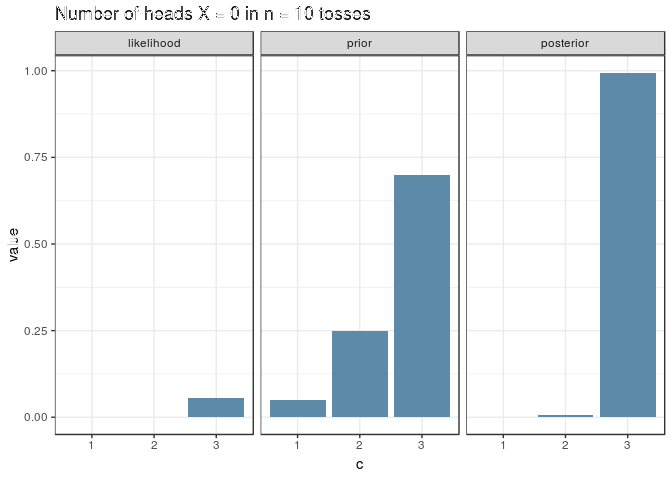 Number of heads X = 0 in n = 10 tosses
likelihood prior posterior
1.00
0.75
0.50
0.25
0.00
value
1 2 3 1 2 3 1 2 3
c